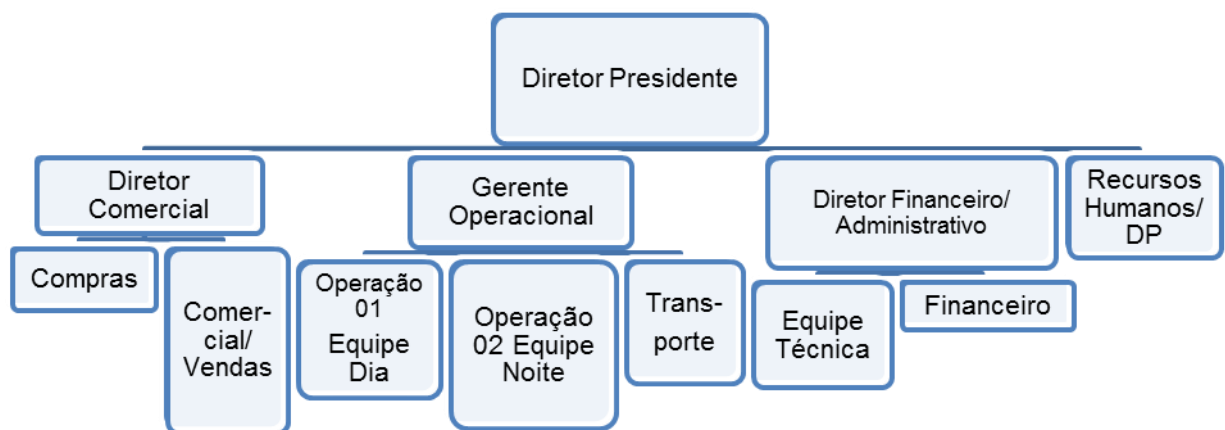 Diretor Presidente
Diretor
Comercial
Gerente
Operacional
Diretor Financeiro/
Administrativo
Recursos
Humanos/
DP
Compras
Comer-
cial/
Vendas
Operação
01
Equipe
Dia
Operação
02 Equipe
Noite
Trans-
porte
Equipe
Técnica
Financeiro